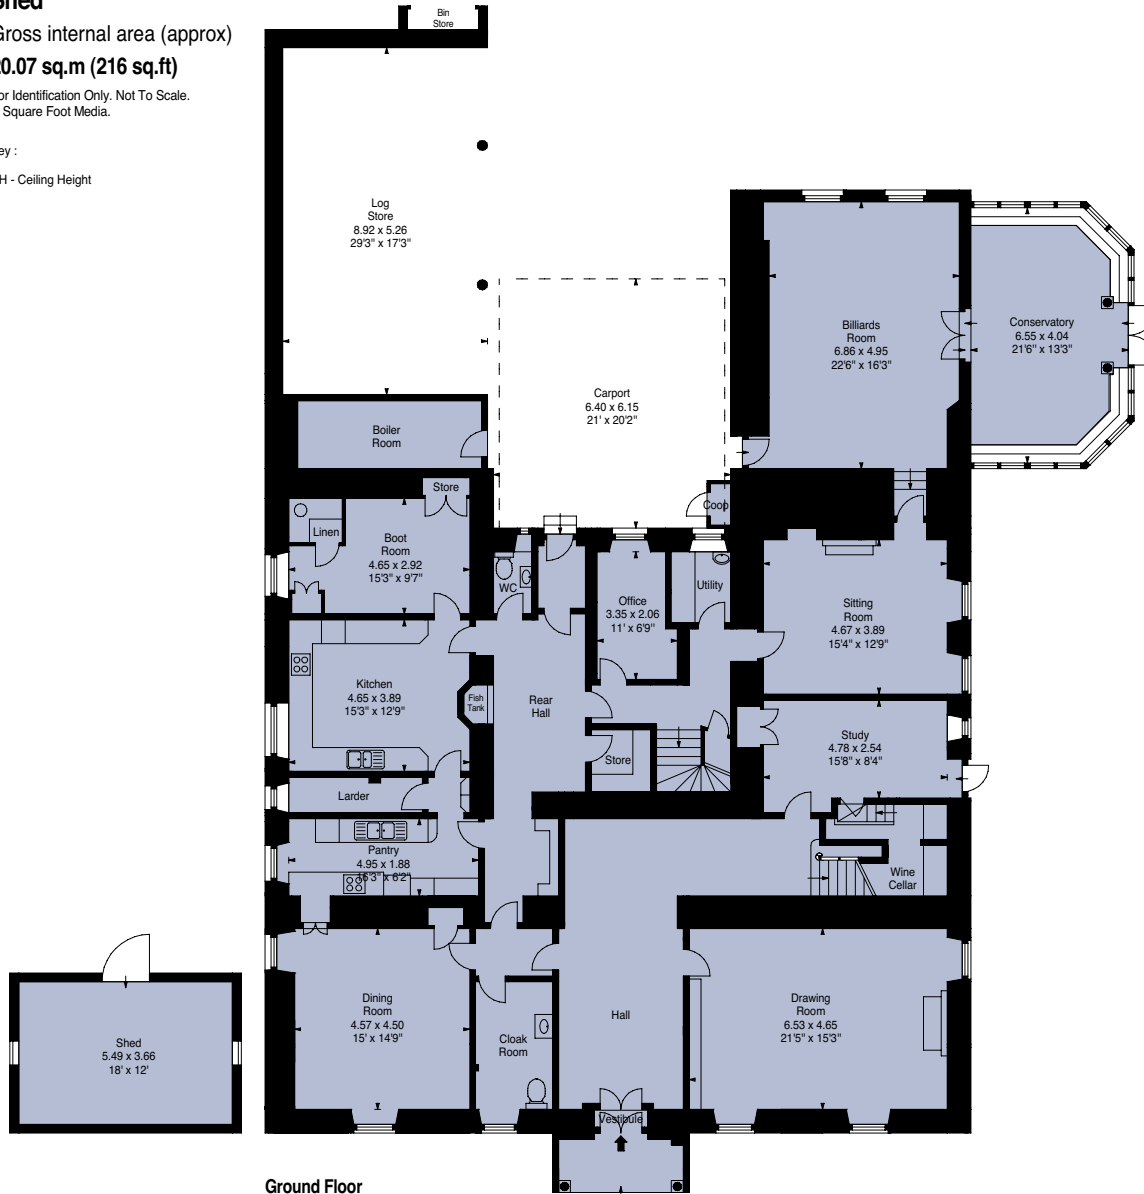 Shed
Gross internal area (approx)
20.07 sq.m (216 sq.ft)
For Identification Only. Not To Scale.
Square Foot Media.
Key :
CH - Ceiling Height
Bin
Store
Log
Store
8.92 x 5.26
29'3" x 17'3"
Carport
6.40 x 6.15
21' x 20'2"
Billiards
Room
6.86 x 4.95
22'6" x 16'3"
Conservatory
6.55 x 4.04
21'6" x 13'3"
Boiler
Room
Store
Linen
Boot
Room
4.65 x 2.92
15'3" x 9'7"
Coop
WC
Office
3.35 x 2.06
11' x 6'9"
Utility
Sitting
Room
4.67 x 3.89
15'4" x 12'9"
Kitchen
4.65 x 3.89
15'3" x 12'9"
Fish
Tank
Rear
Hall
Store
Study
4.78 x 2.54
15'8" x 8'4"
Larder
Pantry
4.95 x 1.88
16'3" x 6'2"
Wine
Cellar
Dining
Room
4.57 x 4.50
15' x 14'9"
Cloak
Room
Hall
Drawing
Room
6.53 x 4.65
21'5" x 15'3"
Shed
5.49 x 3.66
18' x 12'
Vestibule
Ground Floor